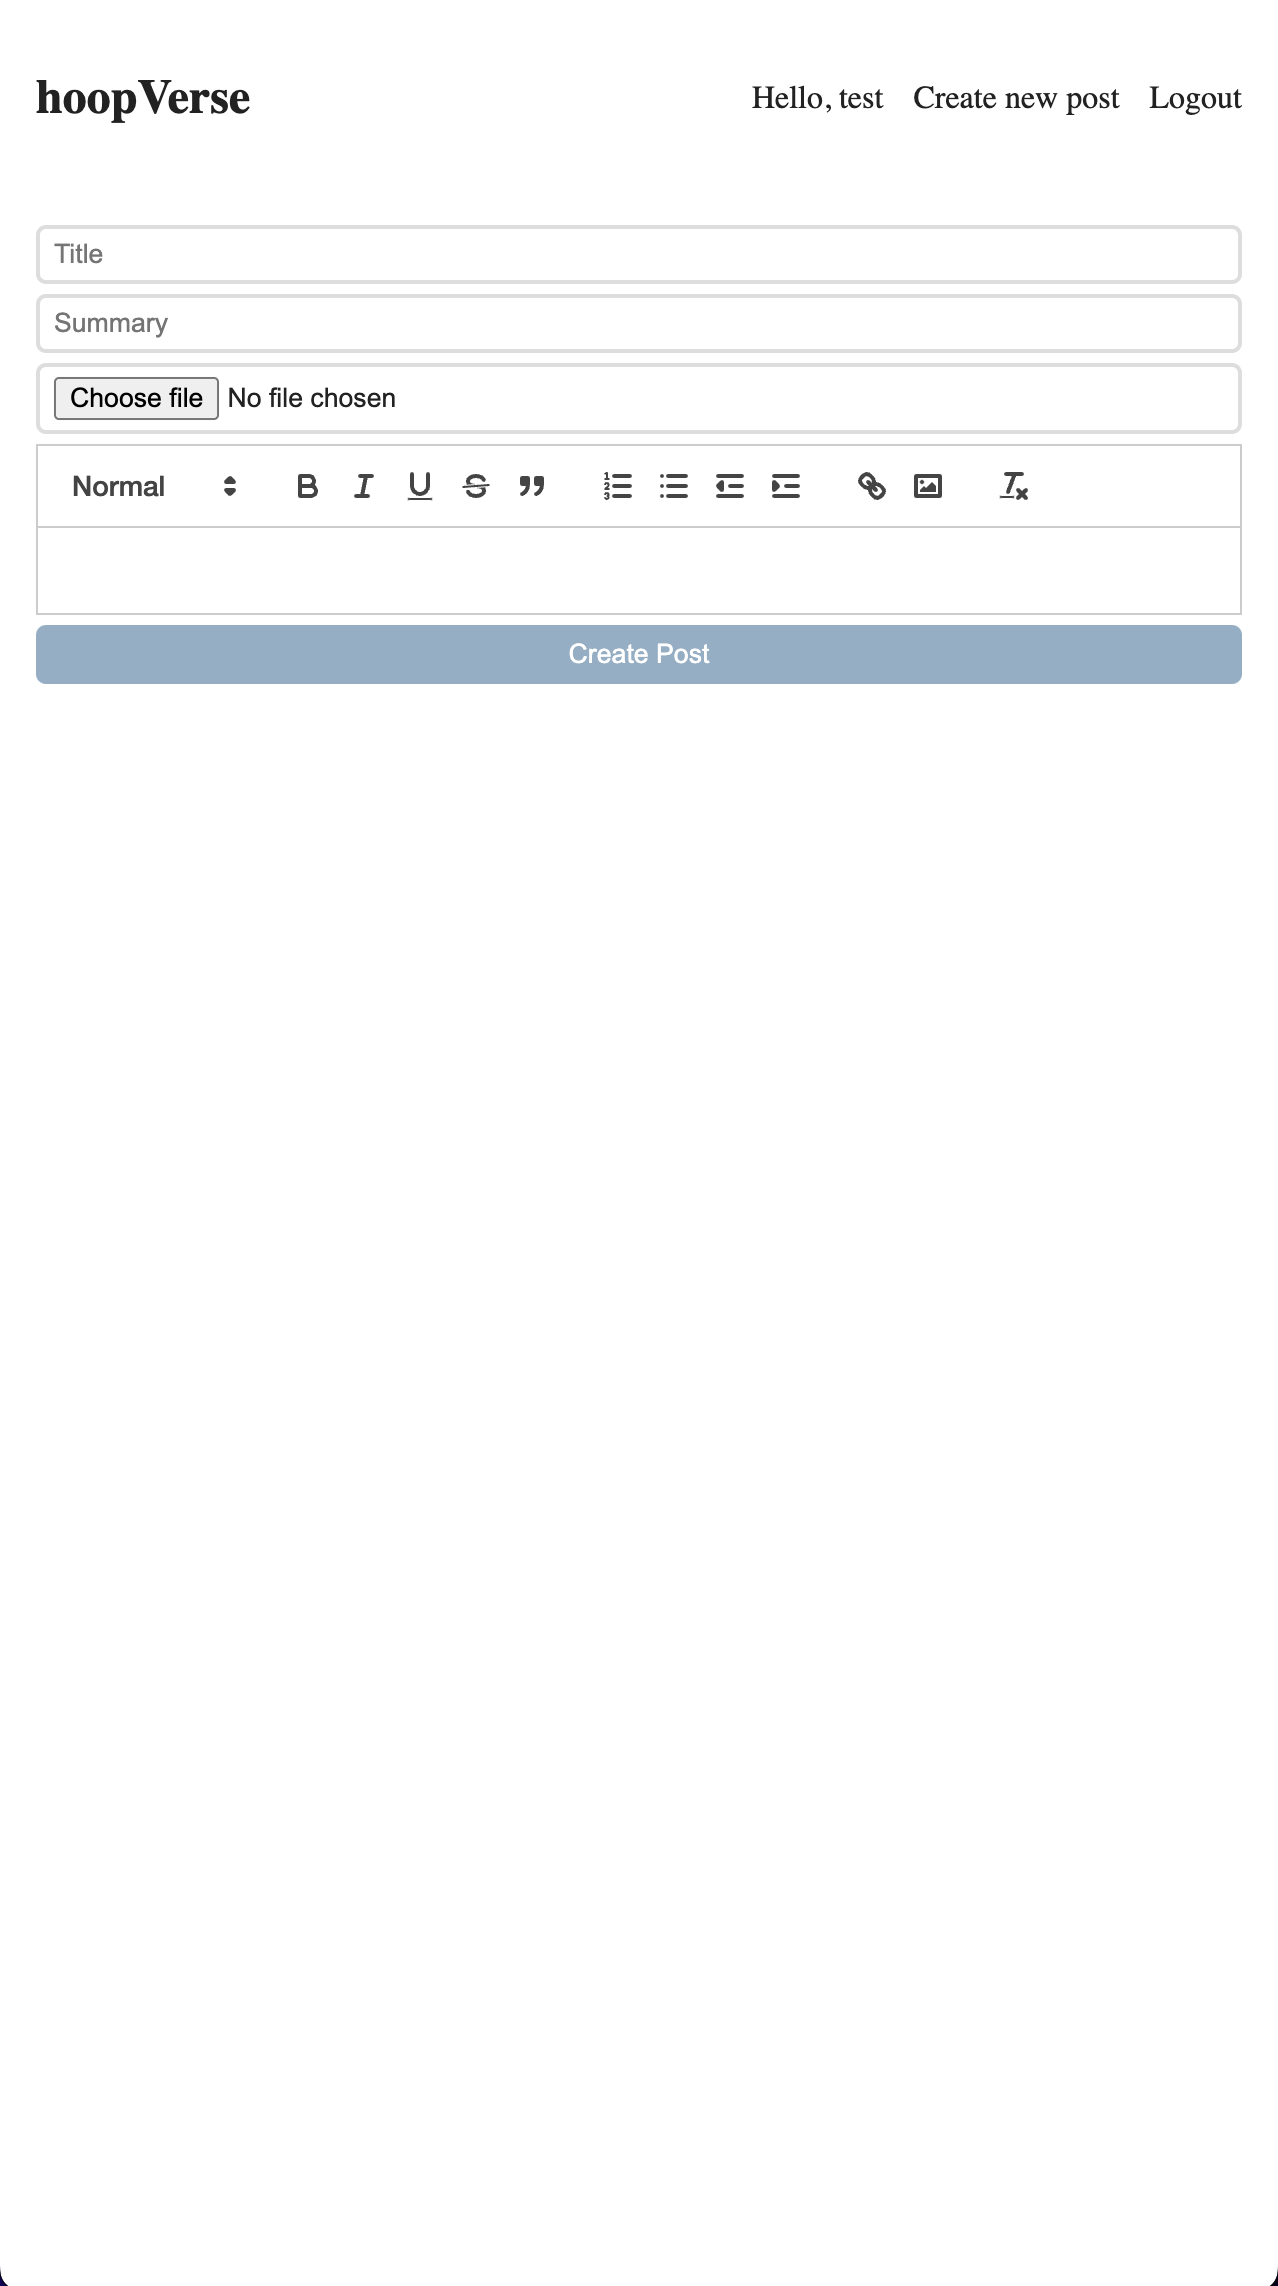 hoopVerse Hello, test Create new post Logout
Title
Summary
Choose file No file chosen
Normal
Create Post